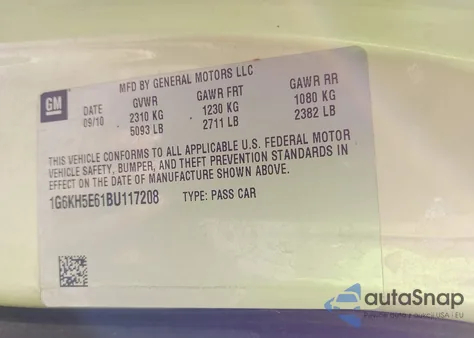 MFD BY GENERAL MOTORS LLC
GM
DATE GVWR GAWR FRT GAWR RR
09/10 2310 KG 1230 KG 1080 KG
5093 LB 2711 LB 2382 LB
THIS VEHICLE CONFORMS TO ALL APPLICABLE U.S. FEDERAL MOTOR
VEHICLE SAFETY, BUMPER, AND THEFT PREVENTION STANDARDS IN
EFFECT ON THE DATE OF MANUFACTURE SHOWN ABOVE.
1G6KH5E61BU117208 TYPE: PASS CAR
autaSnap